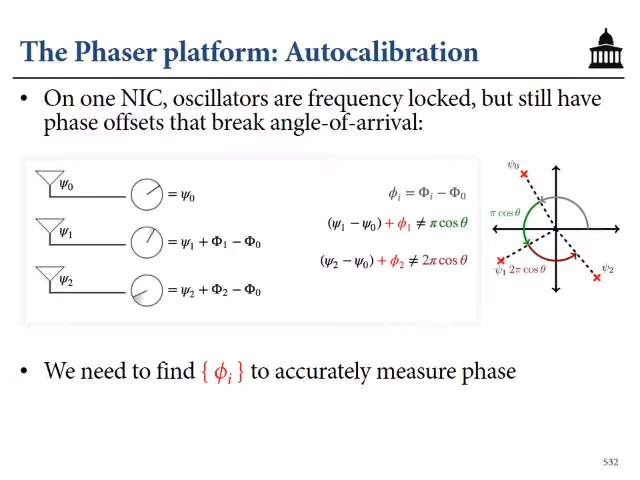 The Phaser platform: Autocalibration
• On one NIC, oscillators are frequency locked, but still have
phase offsets that break angle-of-arrival:
ψ₀
= ψ₀
ψ₁
= ψ₁ + Φ₁ − Φ₀
ψ₂
= ψ₂ + Φ₂ − Φ₀
ϕᵢ = Φᵢ − Φ₀
(ψ₁ − ψ₀) + ϕ₁ ≠ π cos θ
(ψ₂ − ψ₀) + ϕ₂ ≠ 2π cos θ
ψ₀
π cos θ
ψ₁ 2π cos θ
ψ₂
• We need to find { ϕᵢ } to accurately measure phase
532